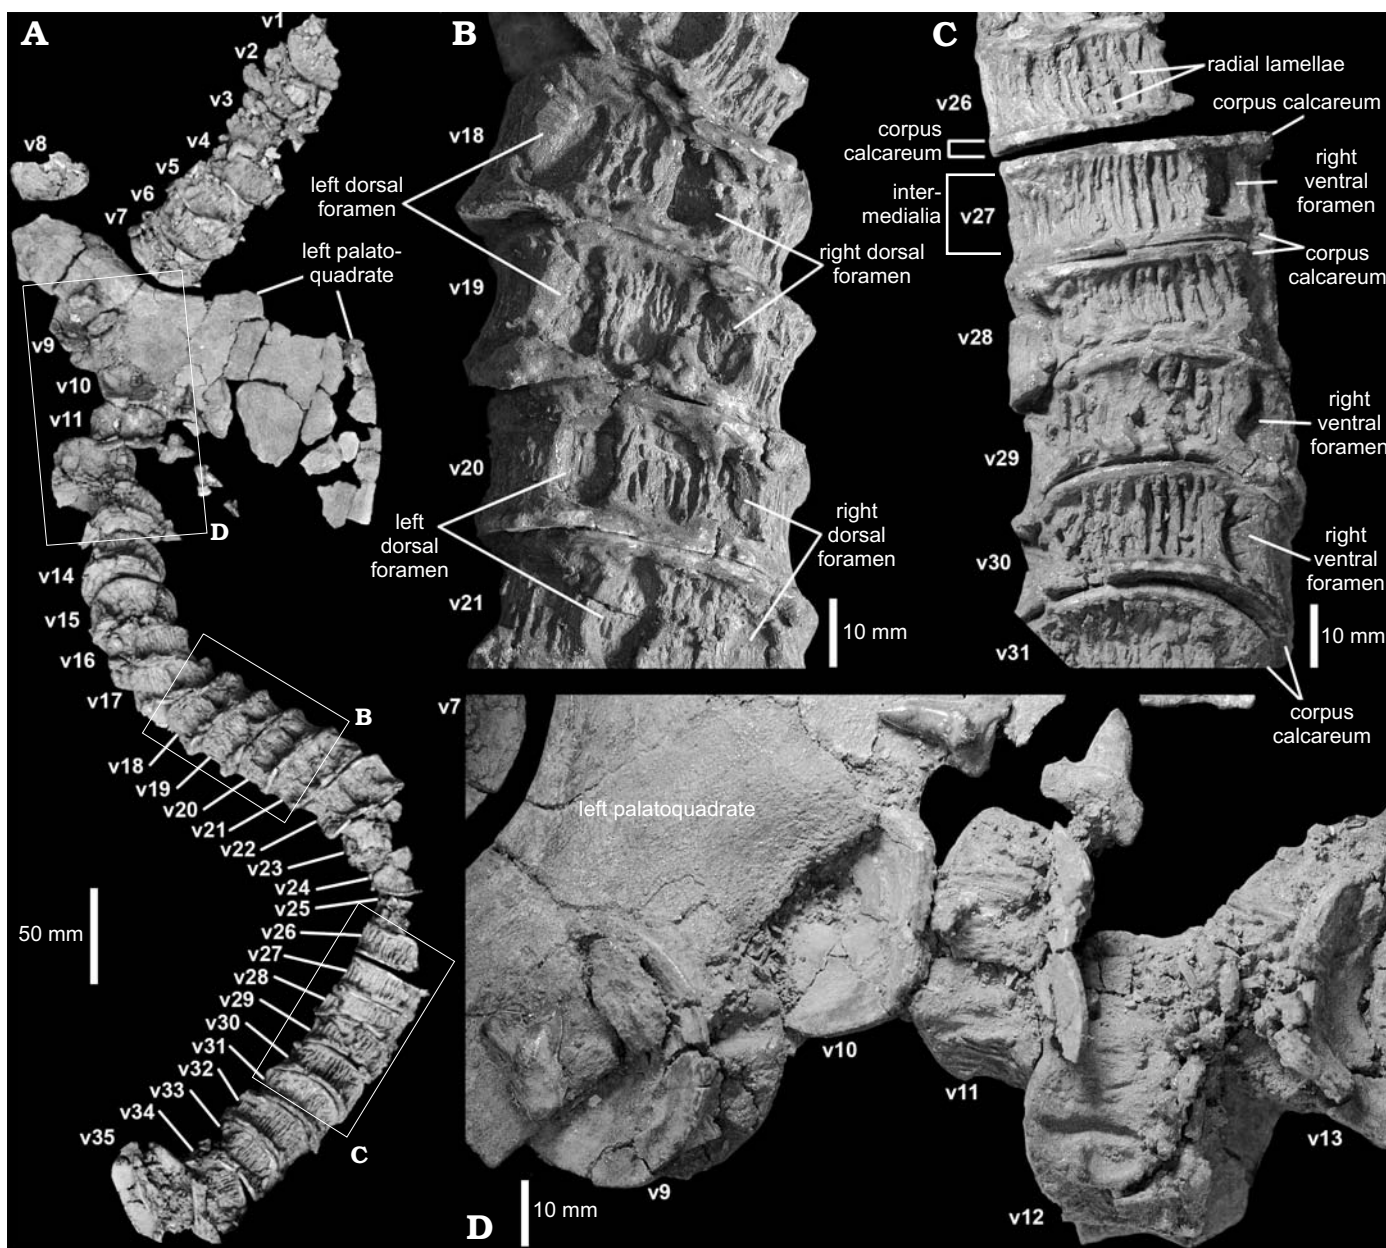 A
v1
v2
v3
v4
v5
v6
v7
v8
left palato-
quadrate
v9
v10
v11
D
v14
v15
v16
v17
B
v18
v19
v20
v21
v22
v23
v24
v25
v26
v27
v28
v29
v30
v31
v32
v33
v34
v35
C
50 mm
B
v18
left dorsal
foramen
right dorsal
foramen
v19
v20
left
dorsal
foramen
right
dorsal
foramen
v21
10 mm
C
radial lamellae
v26
corpus calcareum
corpus
calcareum
right
ventral
foramen
inter-
medialia
v27
corpus
calcareum
v28
right
ventral
foramen
v29
right
ventral
foramen
v30
v31
10 mm
corpus
calcareum
v7
left palatoquadrate
v10
v11
v13
v9
v12
D
10 mm